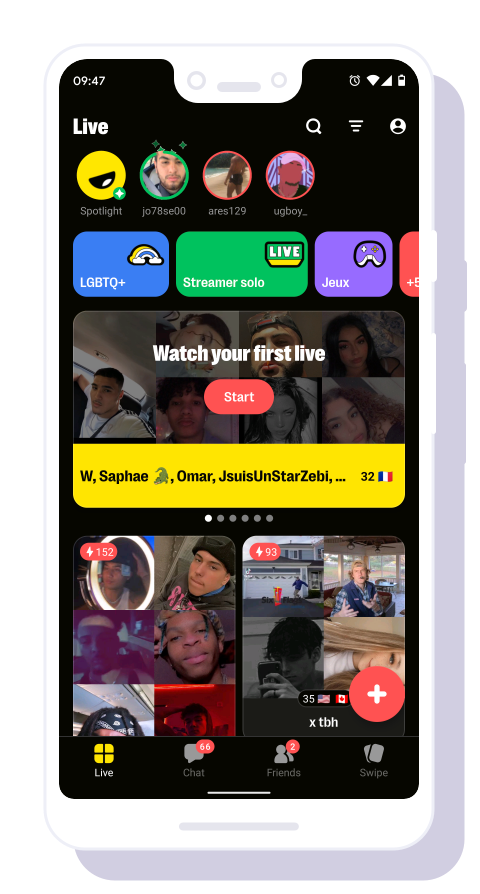 09:47
Live
Spotlight
jo78se00
ares129
ugboy_
LIVE
LGBTQ+
Streamer solo
Jeux
Watch your first live
Start
W, Saphae 🐊, Omar, JsuisUnStarZebi, ...
32 🇫🇷
152
93
35 🇺🇸 🇨🇦
x tbh
66
2
Live
Chat
Friends
Swipe